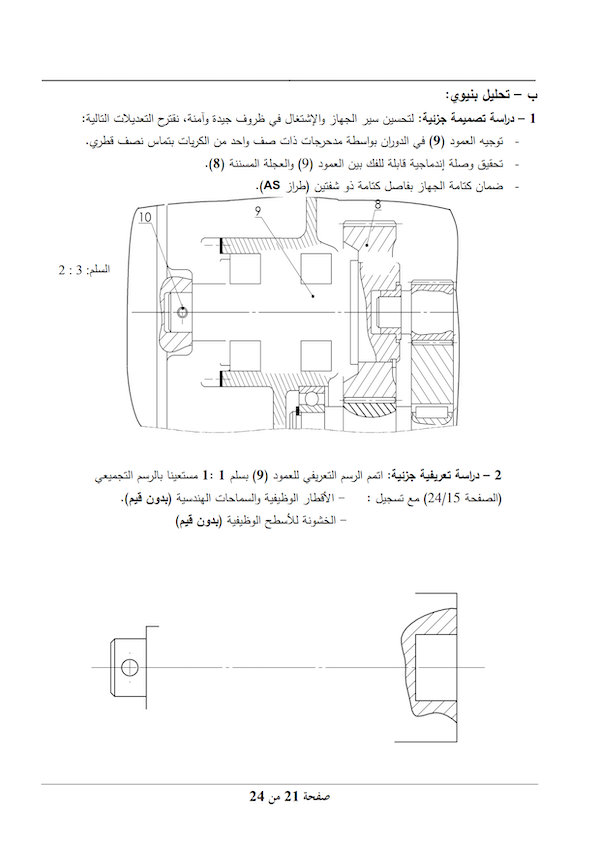 ب – تحليل بنيوي:
1 – دراسة تصميمة جزئية: لتحسين سير الجهاز والإشتغال في ظروف جيدة وآمنة، نقترح التعديلات التالية:
- توجيه العمود (9) في الدوران بواسطة مدحرجات ذات صف واحد من الكريات بتماس نصف قطري.
- تحقيق وصلة إندماجية قابلة للفك بين العمود (9) والعجلة المسننة (8).
- ضمان كتامة الجهاز بفاصل كتامة ذو شفتين (طراز AS).
10
9
8
السلم: 3 : 2
2 – دراسة تعريفية جزئية: اتمم الرسم التعريفي للعمود (9) بسلم 1 :1 مستعينا بالرسم التجميعي
(الصفحة 24/15) مع تسجيل : – الأقطار الوظيفية والسماحات الهندسية (بدون قيم).
– الخشونة للأسطح الوظيفية (بدون قيم)
صفحة 21 من 24